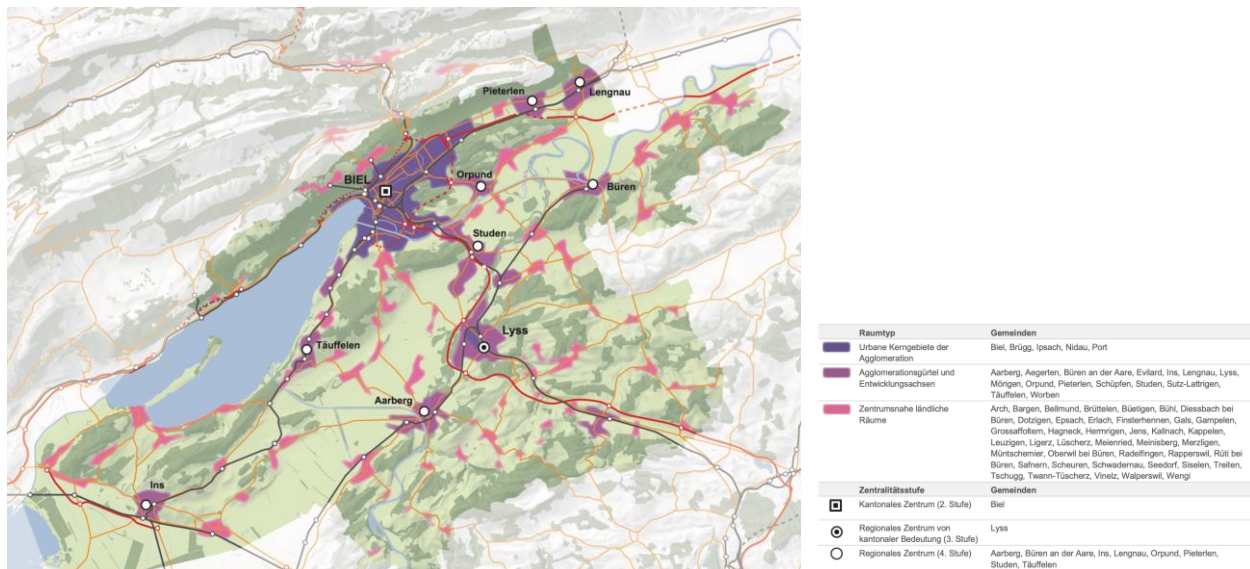 Pieterlen
Lengnau
BIEL
Orpund
Büren
Studen
Lyss
Täuffelen
Aarberg
Ins
Raumtyp Gemeinden
Urbane Kerngebiete der Biel, Brügg, Ipsach, Nidau, Port
Agglomeration
Agglomerationsgürtel und Aarberg, Aegerten, Büren an der Aare, Evilard, Ins, Lengnau, Lyss,
Entwicklungsachsen Mörigen, Orpund, Pieterlen, Schüpfen, Studen, Sutz-Lattrigen,
Täuffelen, Worben
Zentrumsnahe ländliche Arch, Bargen, Bellmund, Brüttelen, Büetigen, Bühl, Diessbach bei
Räume Büren, Dotzigen, Epsach, Erlach, Finsterhennen, Gals, Gampelen,
Grossaffoltern, Hagneck, Hermrigen, Jens, Kallnach, Kappelen,
Leuzigen, Ligerz, Lüscherz, Meienried, Meinisberg, Merzligen,
Müntschemier, Oberwil bei Büren, Radelfingen, Rapperswil, Rüti bei
Büren, Safnern, Scheuren, Schwadernau, Seedorf, Siselen, Treiten,
Tschugg, Twann-Tüscherz, Vinelz, Walperswil, Wengi
Zentralitätsstufe Gemeinden
Kantonales Zentrum (2. Stufe) Biel
Regionales Zentrum von Lyss
kantonaler Bedeutung (3. Stufe)
Regionales Zentrum (4. Stufe) Aarberg, Büren an der Aare, Ins, Lengnau, Orpund, Pieterlen,
Studen, Täuffelen